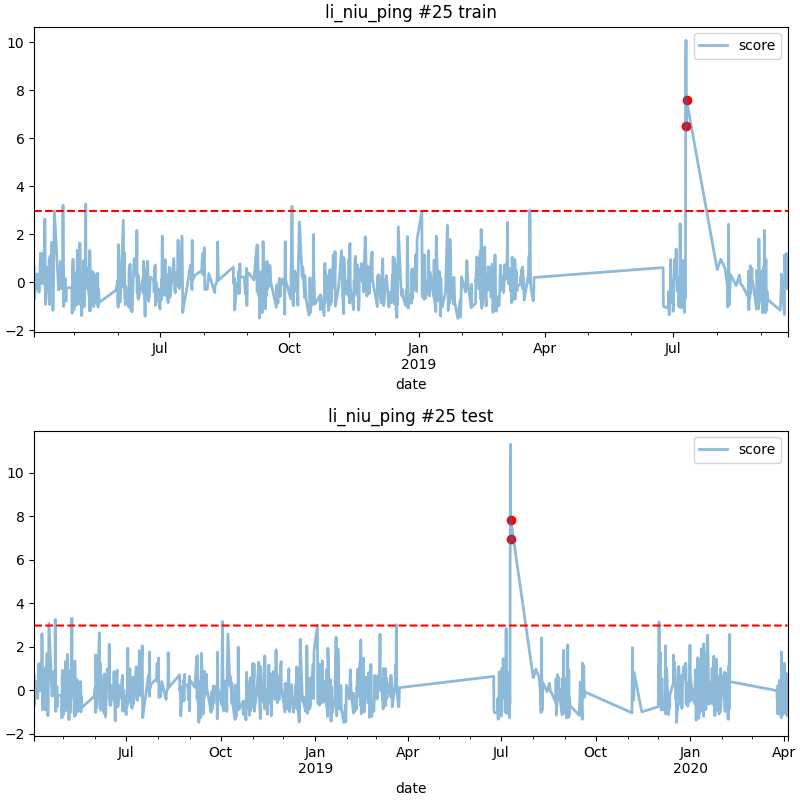 li_niu_ping #25 train
score
10
8
6
4
2
0
−2
Jul
Oct
Jan
2019
Apr
Jul
date
li_niu_ping #25 test
score
10
8
6
4
2
0
−2
Jul
Oct
Jan
2019
Apr
Jul
Oct
Jan
2020
Apr
date